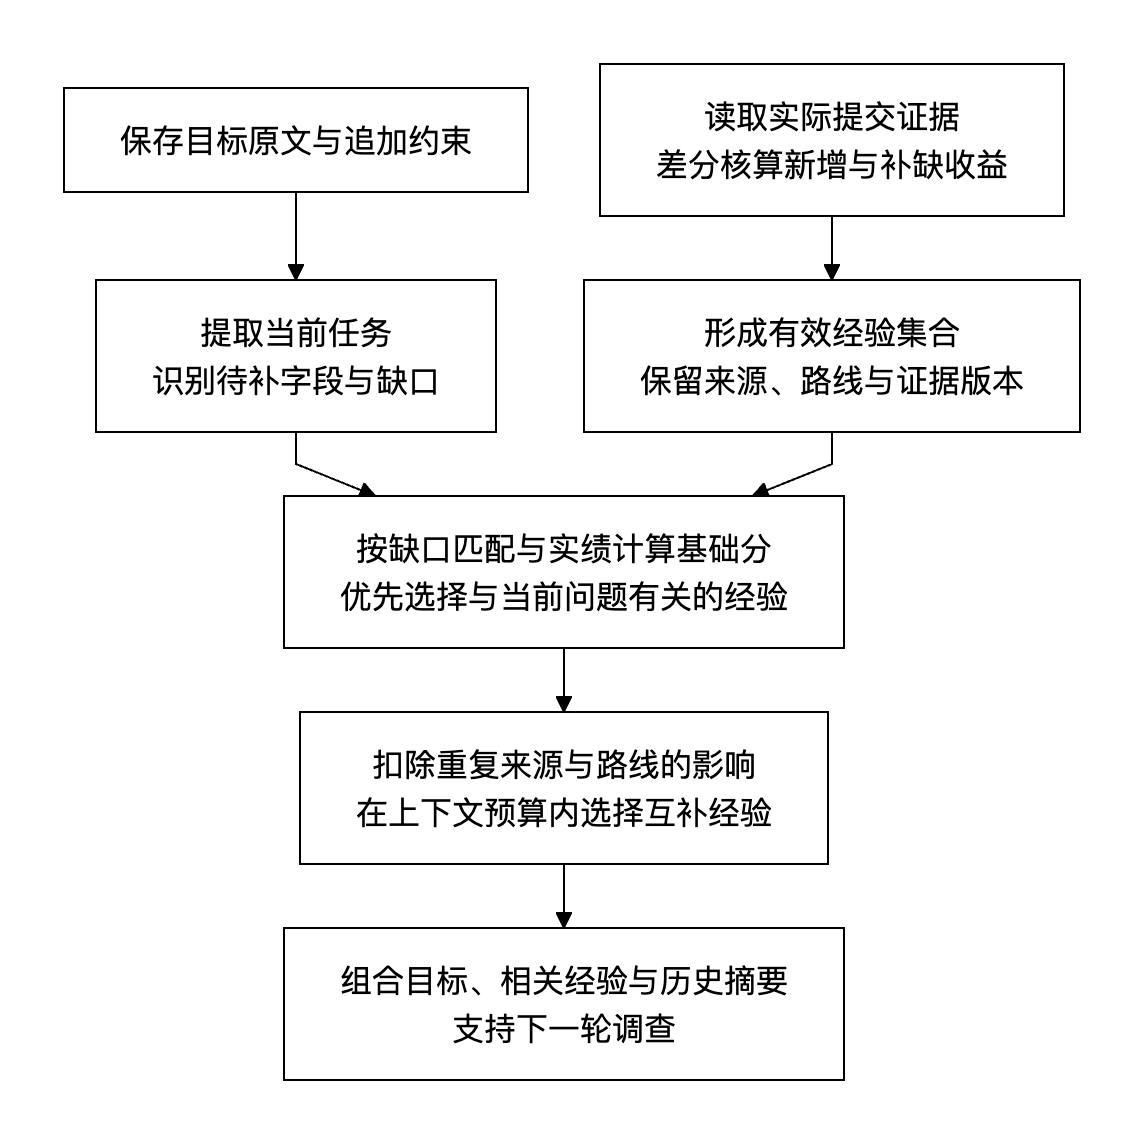 保存目标原文与追加约束
读取实际提交证据
差分核算新增与补缺收益
提取当前任务
识别待补字段与缺口
形成有效经验集合
保留来源、路线与证据版本
按缺口匹配与实绩计算基础分
优先选择与当前问题有关的经验
扣除重复来源与路线的影响
在上下文预算内选择互补经验
组合目标、相关经验与历史摘要
支持下一轮调查